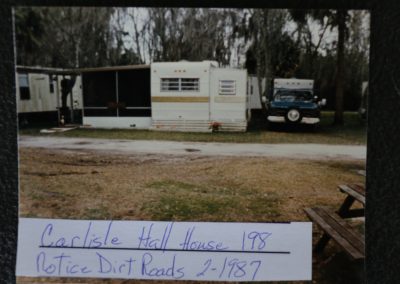 Carlisle Hall House 198
Notice Dirt Roads 2-1987